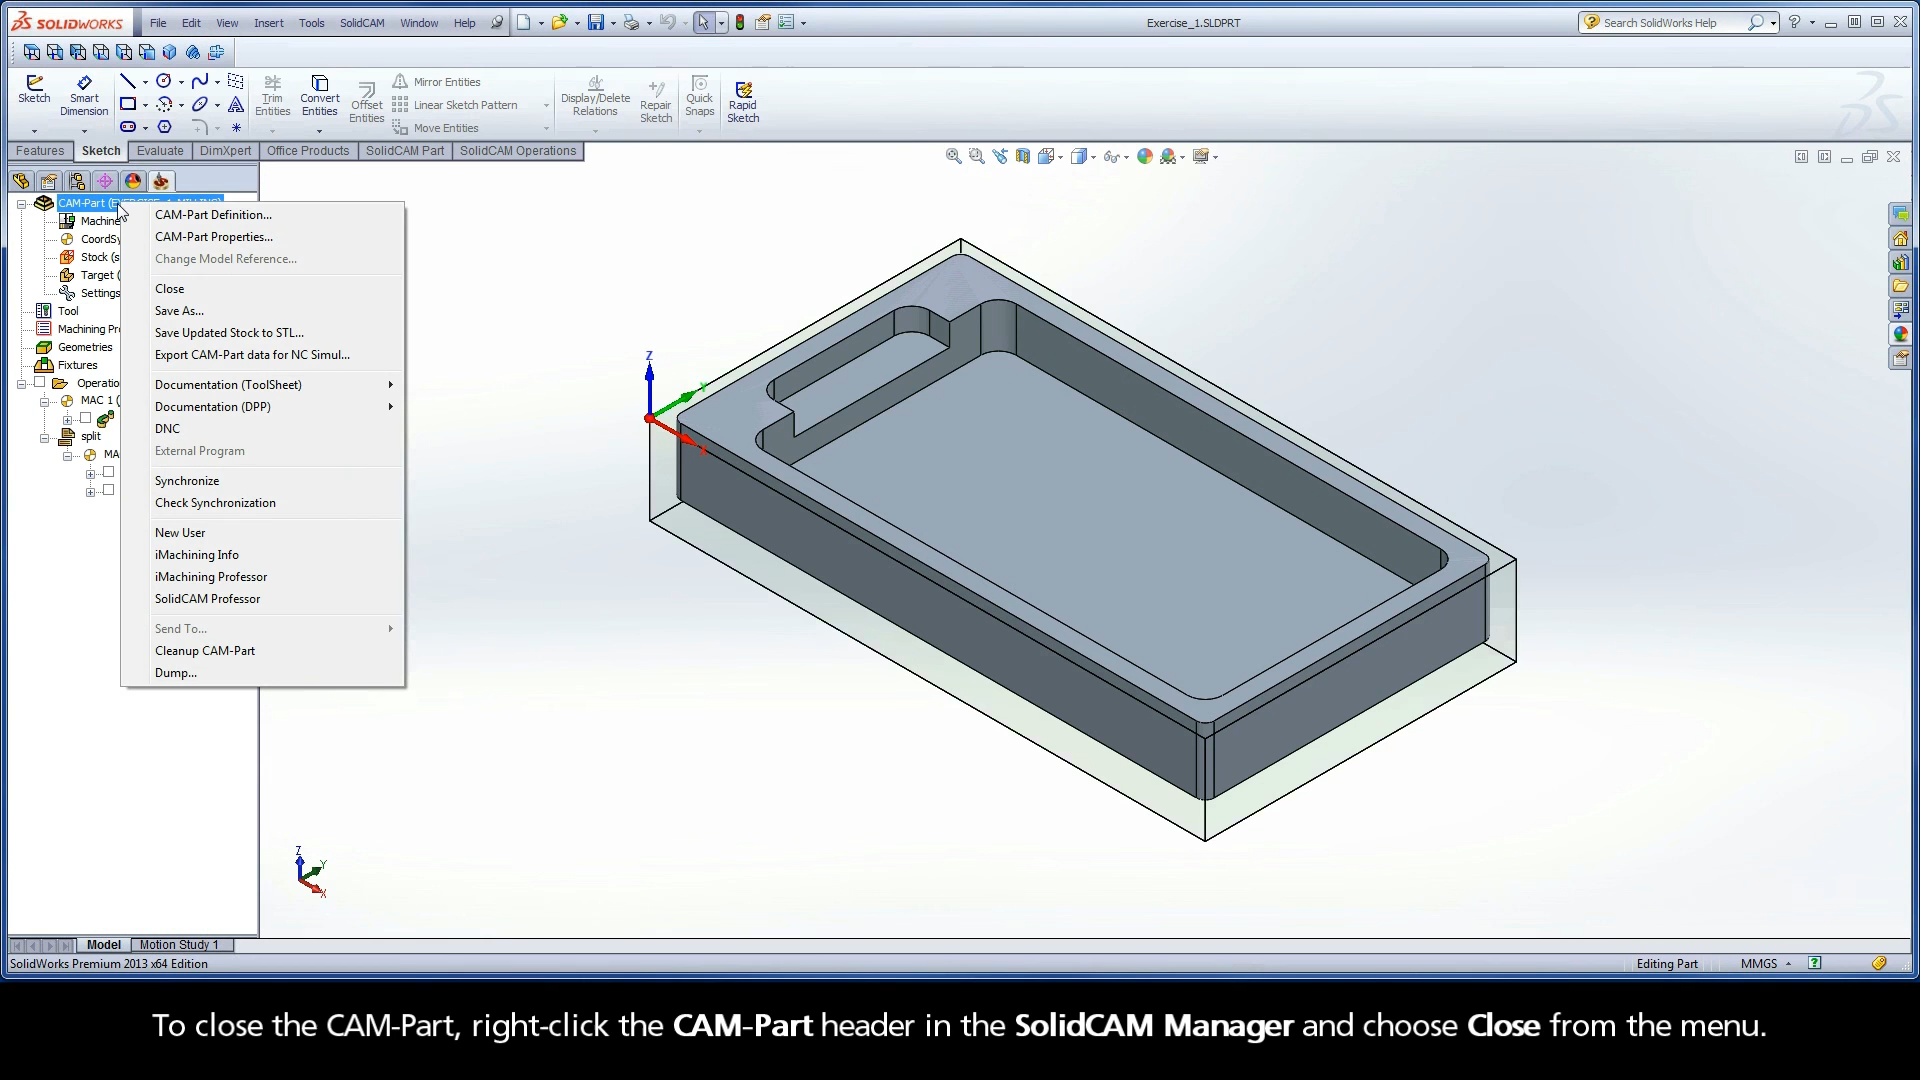 SOLIDWORKS File Edit View Insert Tools SolidCAM Window Help Exercise_1.SLDPRT Search SolidWorks Help
Sketch Smart Dimension Trim Entities Convert Entities Offset Entities Mirror Entities Linear Sketch Pattern Move Entities Display/Delete Relations Repair Sketch Quick Snaps Rapid Sketch
Features Sketch Evaluate DimXpert Office Products SolidCAM Part SolidCAM Operations
CAM-Part (EXERCISE_1-MILLING)
Machine
CoordSy
Stock (s
Target (
Settings
Tool
Machining Pr
Geometries
Fixtures
Operatio
MAC 1 (
split
MA
CAM-Part Definition...
CAM-Part Properties...
Change Model Reference...
Close
Save As...
Save Updated Stock to STL...
Export CAM-Part data for NC Simul...
Documentation (ToolSheet)
Documentation (DPP)
DNC
External Program
Synchronize
Check Synchronization
New User
iMachining Info
iMachining Professor
SolidCAM Professor
Send To...
Cleanup CAM-Part
Dump...
Z
Y
X
Z
Y
X
Model Motion Study 1
SolidWorks Premium 2013 x64 Edition Editing Part MMGS
To close the CAM-Part, right-click the CAM-Part header in the SolidCAM Manager and choose Close from the menu.